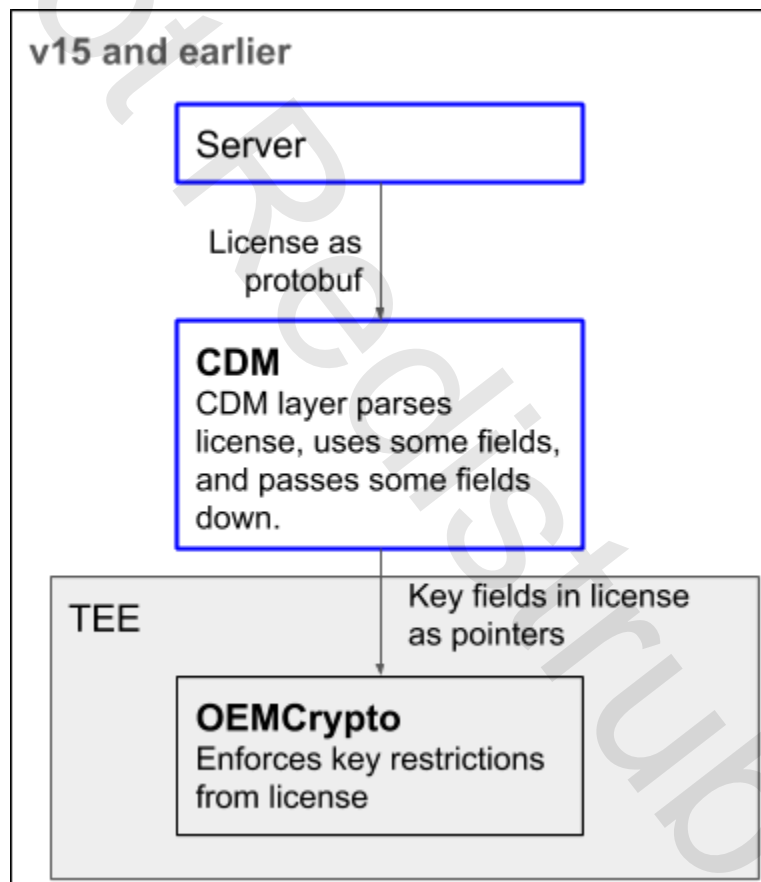 v15 and earlier
Server
License as
protobuf
CDM
CDM layer parses
license, uses some fields,
and passes some fields
down.
TEE
Key fields in license
as pointers
OEMCrypto
Enforces key restrictions
from license